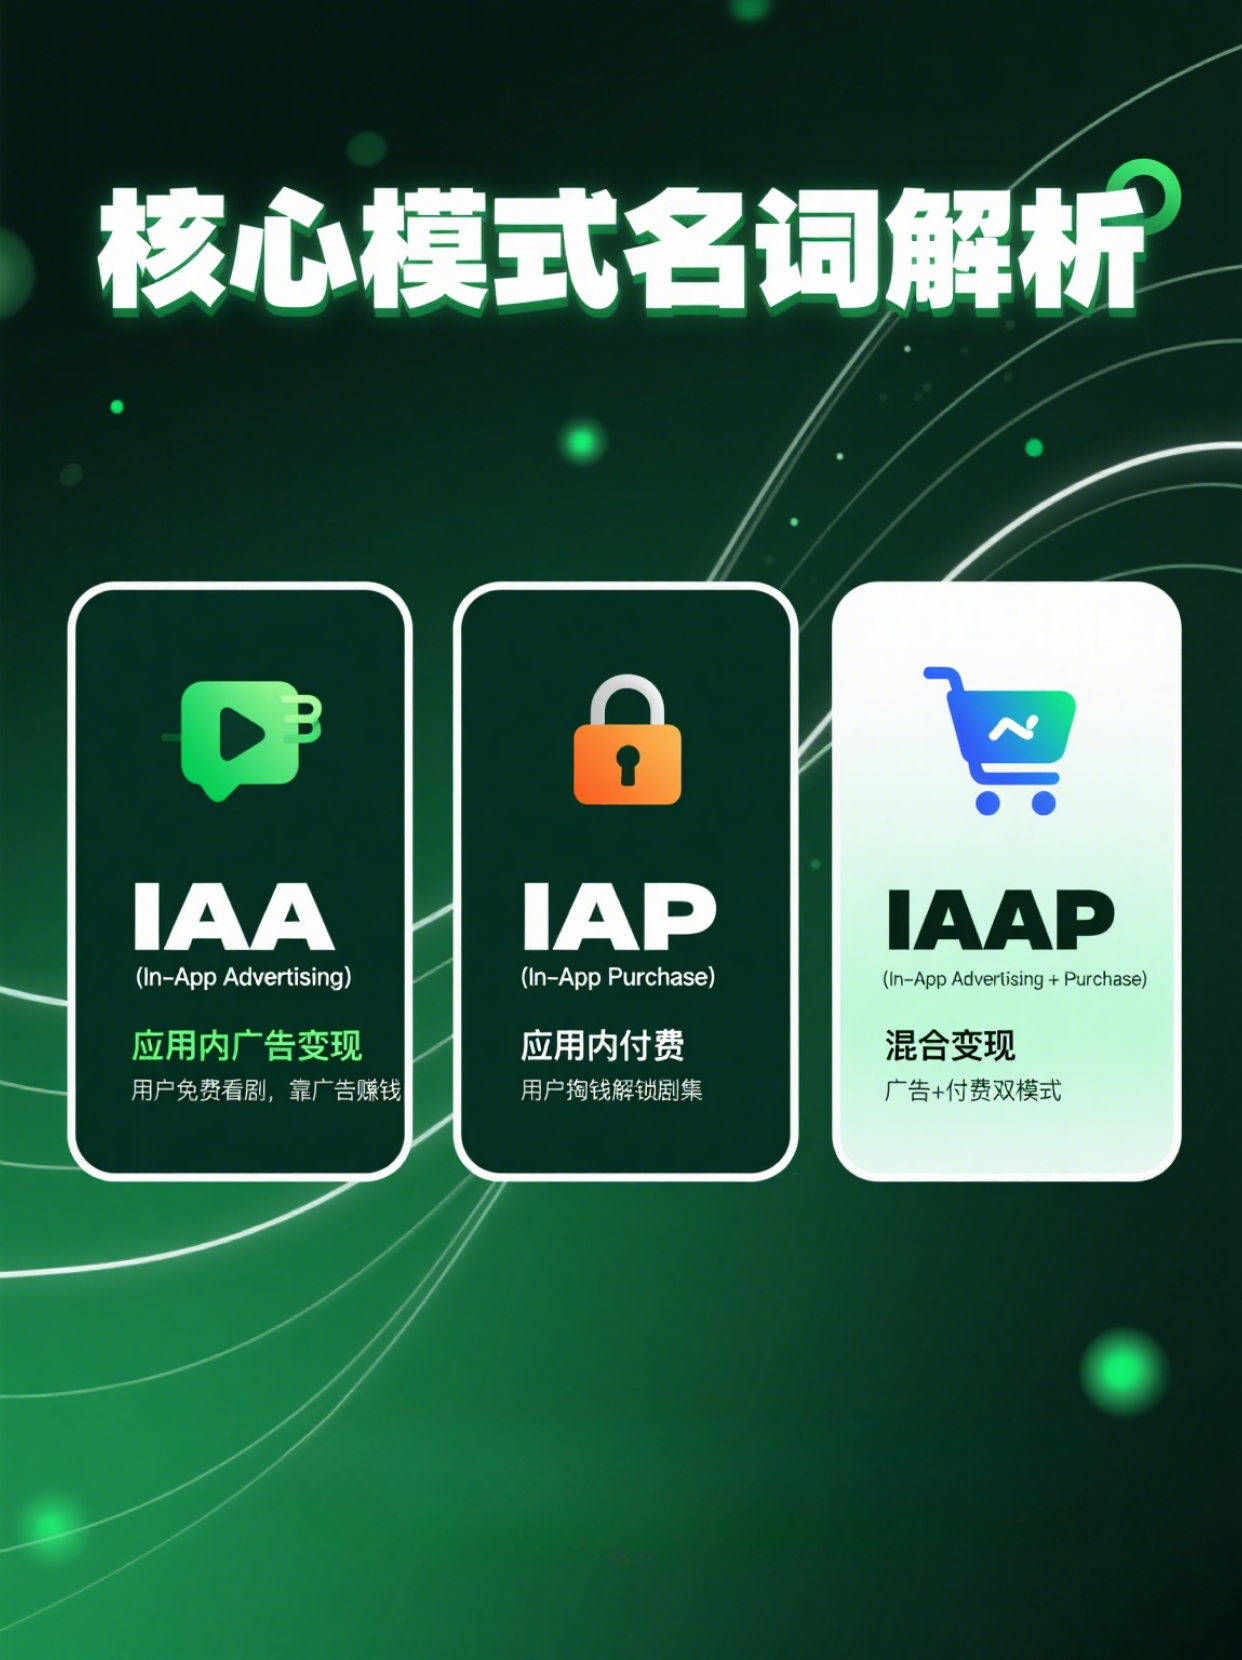 核心模式名词解析
IAA
(In-App Advertising)
应用内广告变现
用户免费看剧，靠广告赚钱
IAP
(In-App Purchase)
应用内付费
用户掏钱解锁剧集
IAAP
(In-App Advertising + Purchase)
混合变现
广告+付费双模式